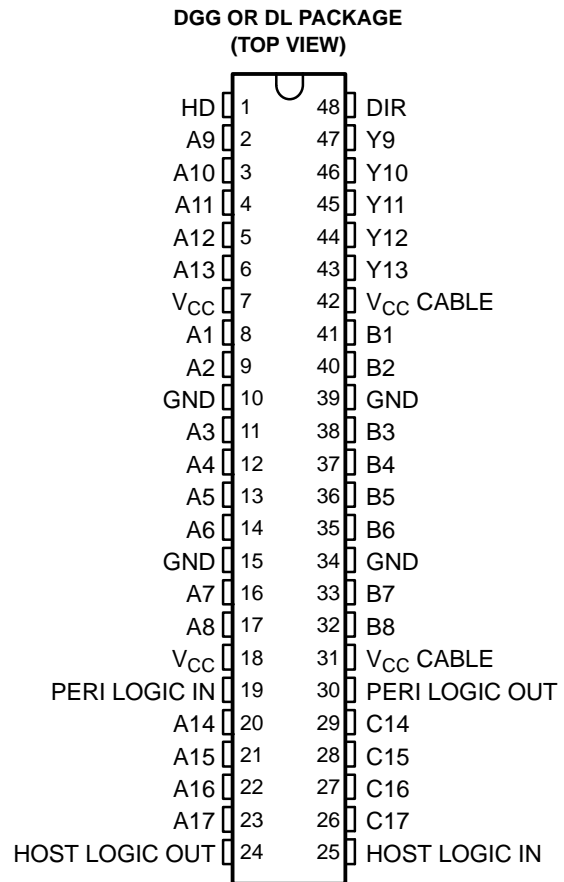 DGG OR DL PACKAGE
(TOP VIEW)
HD 1 48 DIR
A9 2 47 Y9
A10 3 46 Y10
A11 4 45 Y11
A12 5 44 Y12
A13 6 43 Y13
VCC 7 42 VCC CABLE
A1 8 41 B1
A2 9 40 B2
GND 10 39 GND
A3 11 38 B3
A4 12 37 B4
A5 13 36 B5
A6 14 35 B6
GND 15 34 GND
A7 16 33 B7
A8 17 32 B8
VCC 18 31 VCC CABLE
PERI LOGIC IN 19 30 PERI LOGIC OUT
A14 20 29 C14
A15 21 28 C15
A16 22 27 C16
A17 23 26 C17
HOST LOGIC OUT 24 25 HOST LOGIC IN